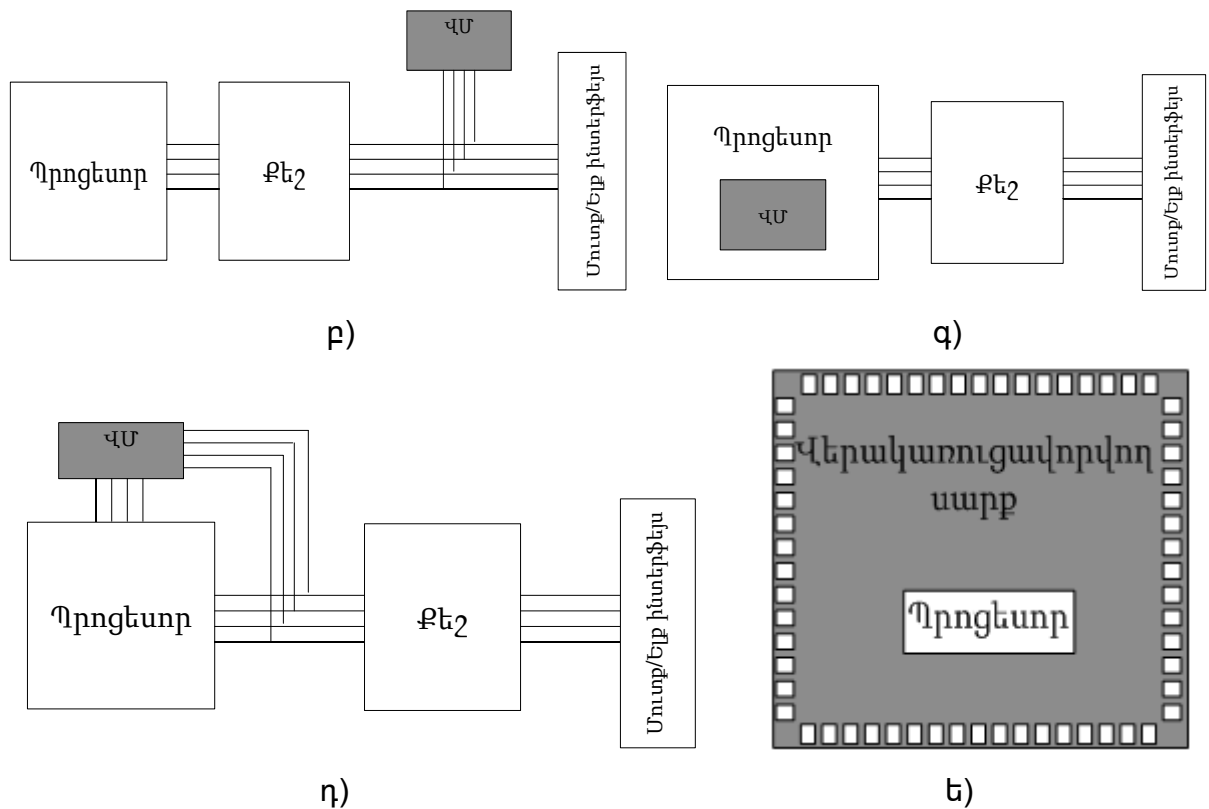 ՎՄ
Պրոցեսոր
Քեշ
Մուտք/Ելք ինտերֆեյս
բ)
Պրոցեսոր
ՎՄ
Քեշ
Մուտք/Ելք ինտերֆեյս
գ)
ՎՄ
Պրոցեսոր
Քեշ
Մուտք/Ելք ինտերֆեյս
դ)
Վերակառուցավորվող
սարք
Պրոցեսոր
ե)